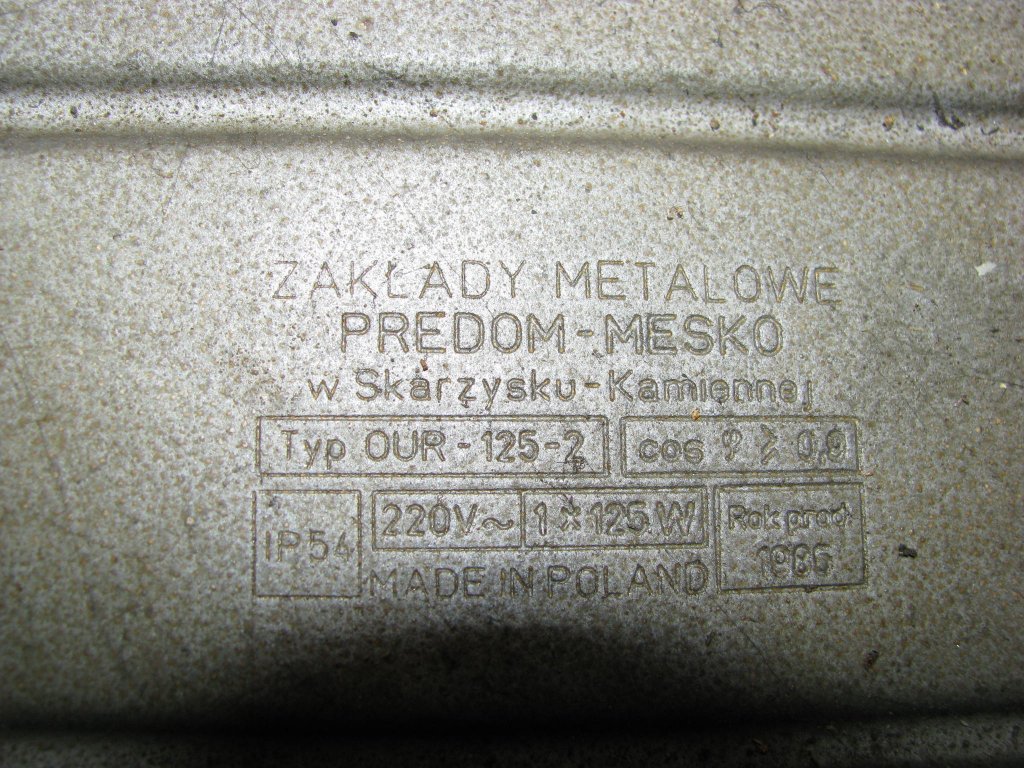 ZAKŁADY METALOWE
PREDOM-MESKO
w Skarżysku-Kamiennej
Typ OUR-125-2 cos φ ≥ 0,9
IP54 220V~ 1×125W Rok prod.
1986
MADE IN POLAND